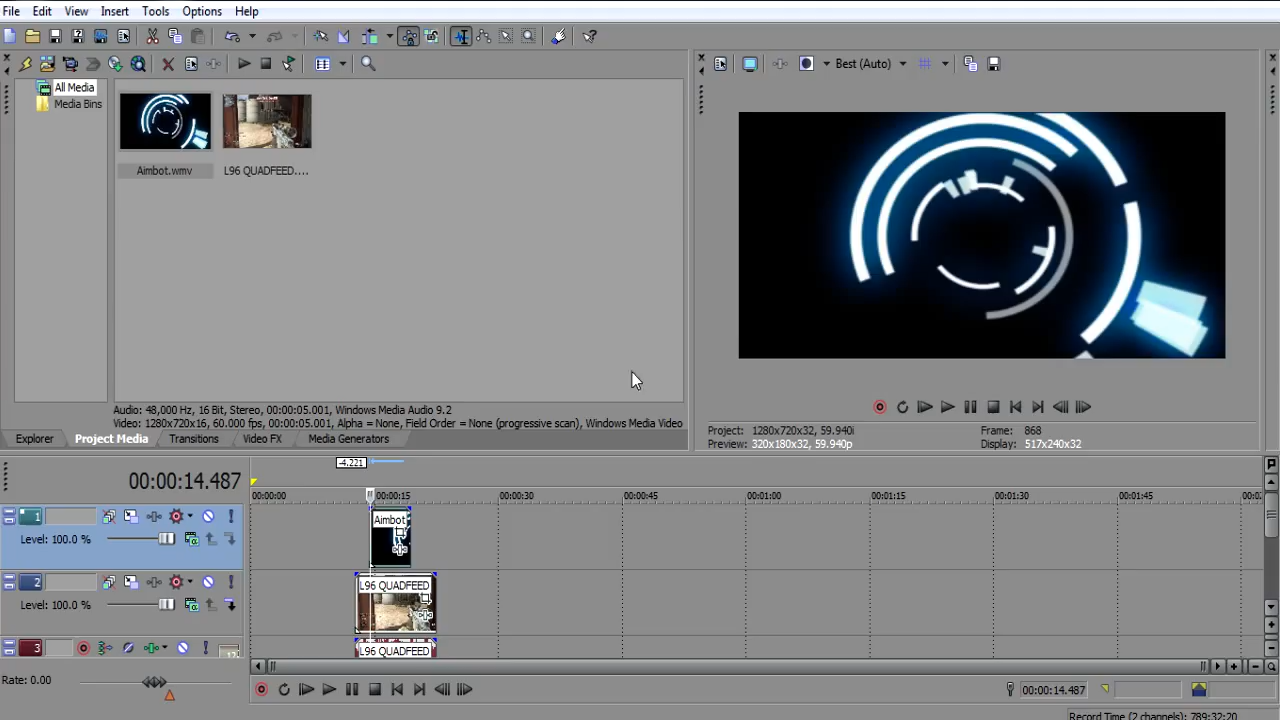 File Edit View Insert Tools Options Help
All Media
Media Bins
Aimbot.wmv L96 QUADFEED....
Best (Auto)
Audio: 48,000 Hz, 16 Bit, Stereo, 00:00:05.001, Windows Media Audio 9.2
Video: 1280x720x16, 60.000 fps, 00:00:05.001, Alpha = None, Field Order = None (progressive scan), Windows Media Video
Explorer Project Media Transitions Video FX Media Generators
Project: 1280x720x32, 59.940i Frame: 868
Preview: 320x180x32, 59.940p Display: 517x240x32
-4.221
00:00:14.487
00:00:00 00:00:15 00:00:30 00:00:45 00:01:00 00:01:15 00:01:30 00:01:45
1
Aimbot
Level: 100.0 %
2
L96 QUADFEED
Level: 100.0 %
3
L96 QUADFEED
Rate: 0.00
00:00:14.487
Record Time (2 channels): 789:32:20